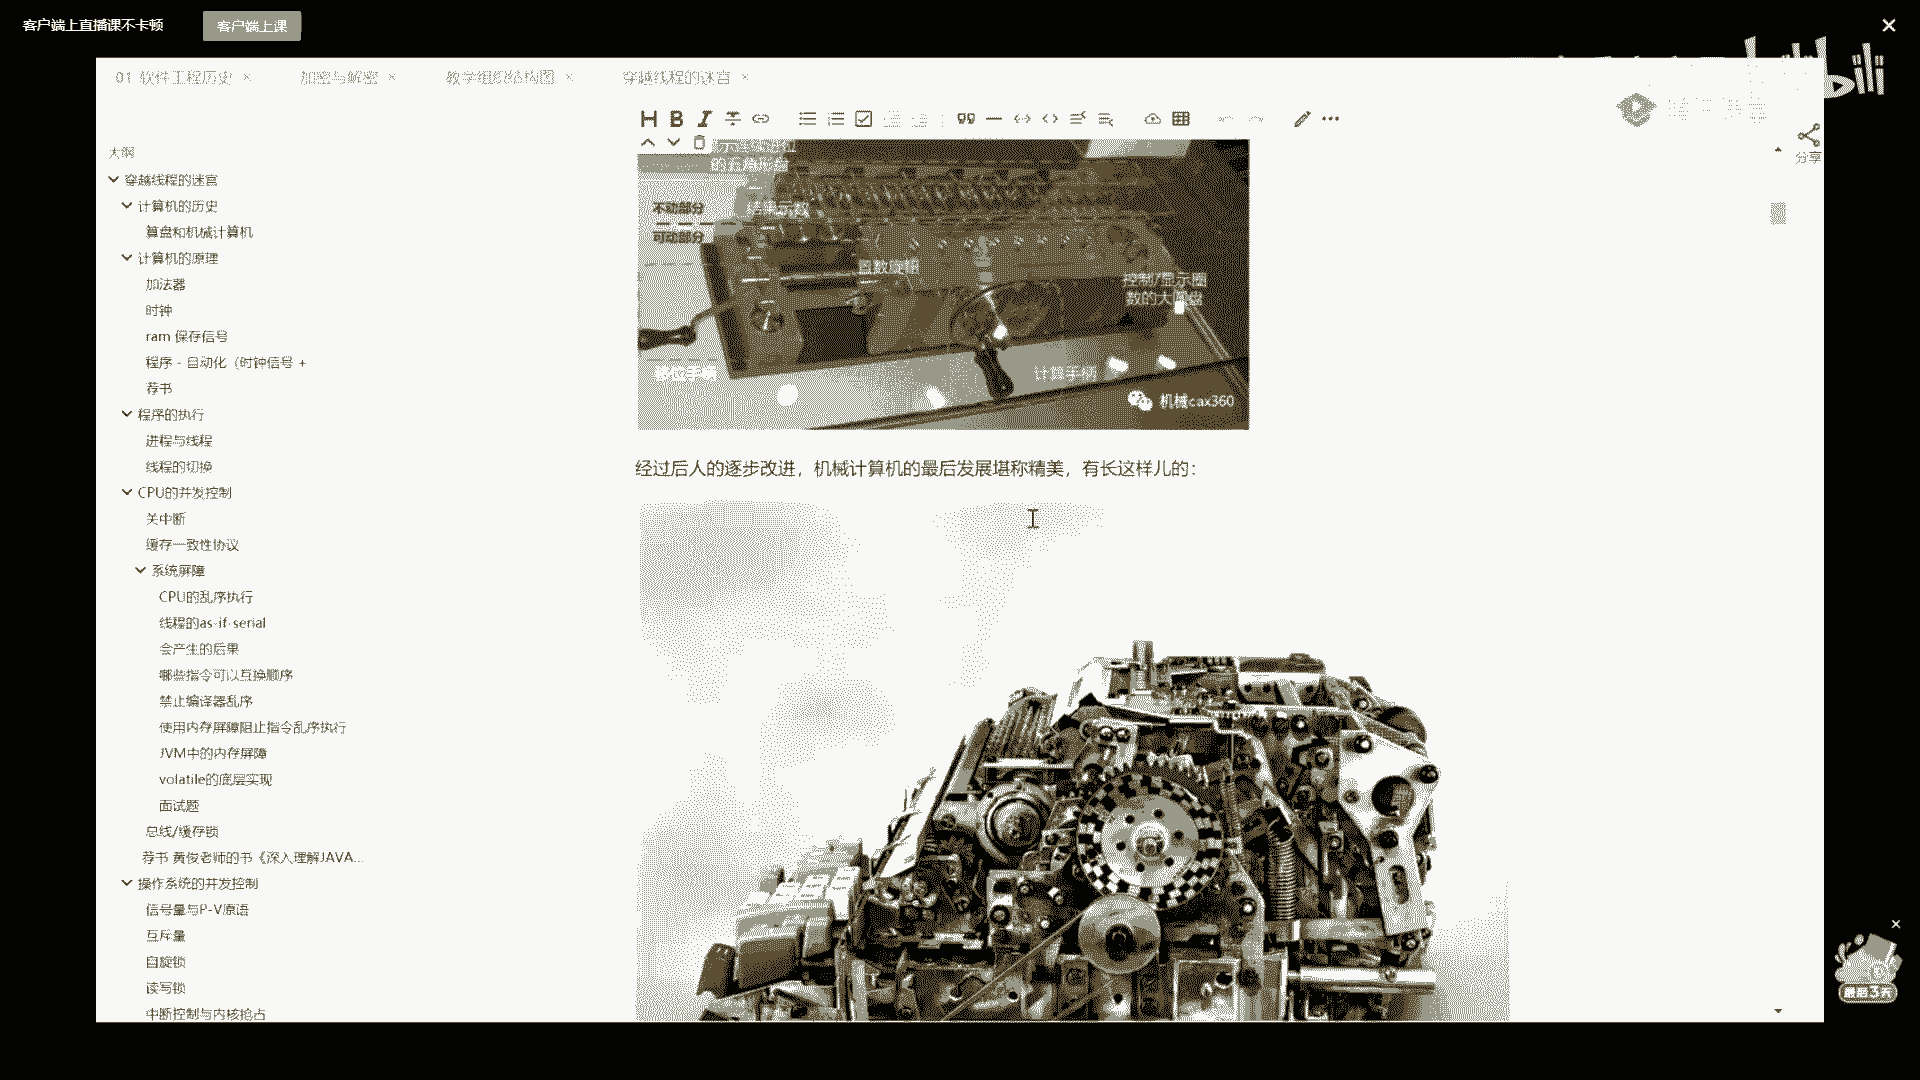 客户端上直播课不卡顿
客户端上课
01 软件工程历史
加密与解密
教学组织结构图
穿越线程的迷宫
分享
大纲
穿越线程的迷宫
计算机的历史
算盘和机械计算机
计算机的原理
加法器
时钟
ram 保存信号
程序 - 自动化（时钟信号 +
荐书
程序的执行
进程与线程
线程的切换
CPU的并发控制
关中断
缓存一致性协议
系统屏障
CPU的乱序执行
线程的as-if-serial
会产生的后果
哪些指令可以互换顺序
禁止编译器乱序
使用内存屏障阻止指令乱序执行
JVM中的内存屏障
volatile的底层实现
面试题
总线/缓存锁
荐书 黄俊老师的书《深入理解JAVA...
操作系统的并发控制
信号量与P-V原语
互斥量
自旋锁
读写锁
中断控制与内核抢占
的五角形盘
不动部分
结果示数
可动部分
置数旋钮
控制/显示圈
数的大圆盘
移位手柄
计算手柄
机械cax360
经过后人的逐步改进，机械计算机的最后发展堪称精美，有长这样儿的：
最后3天